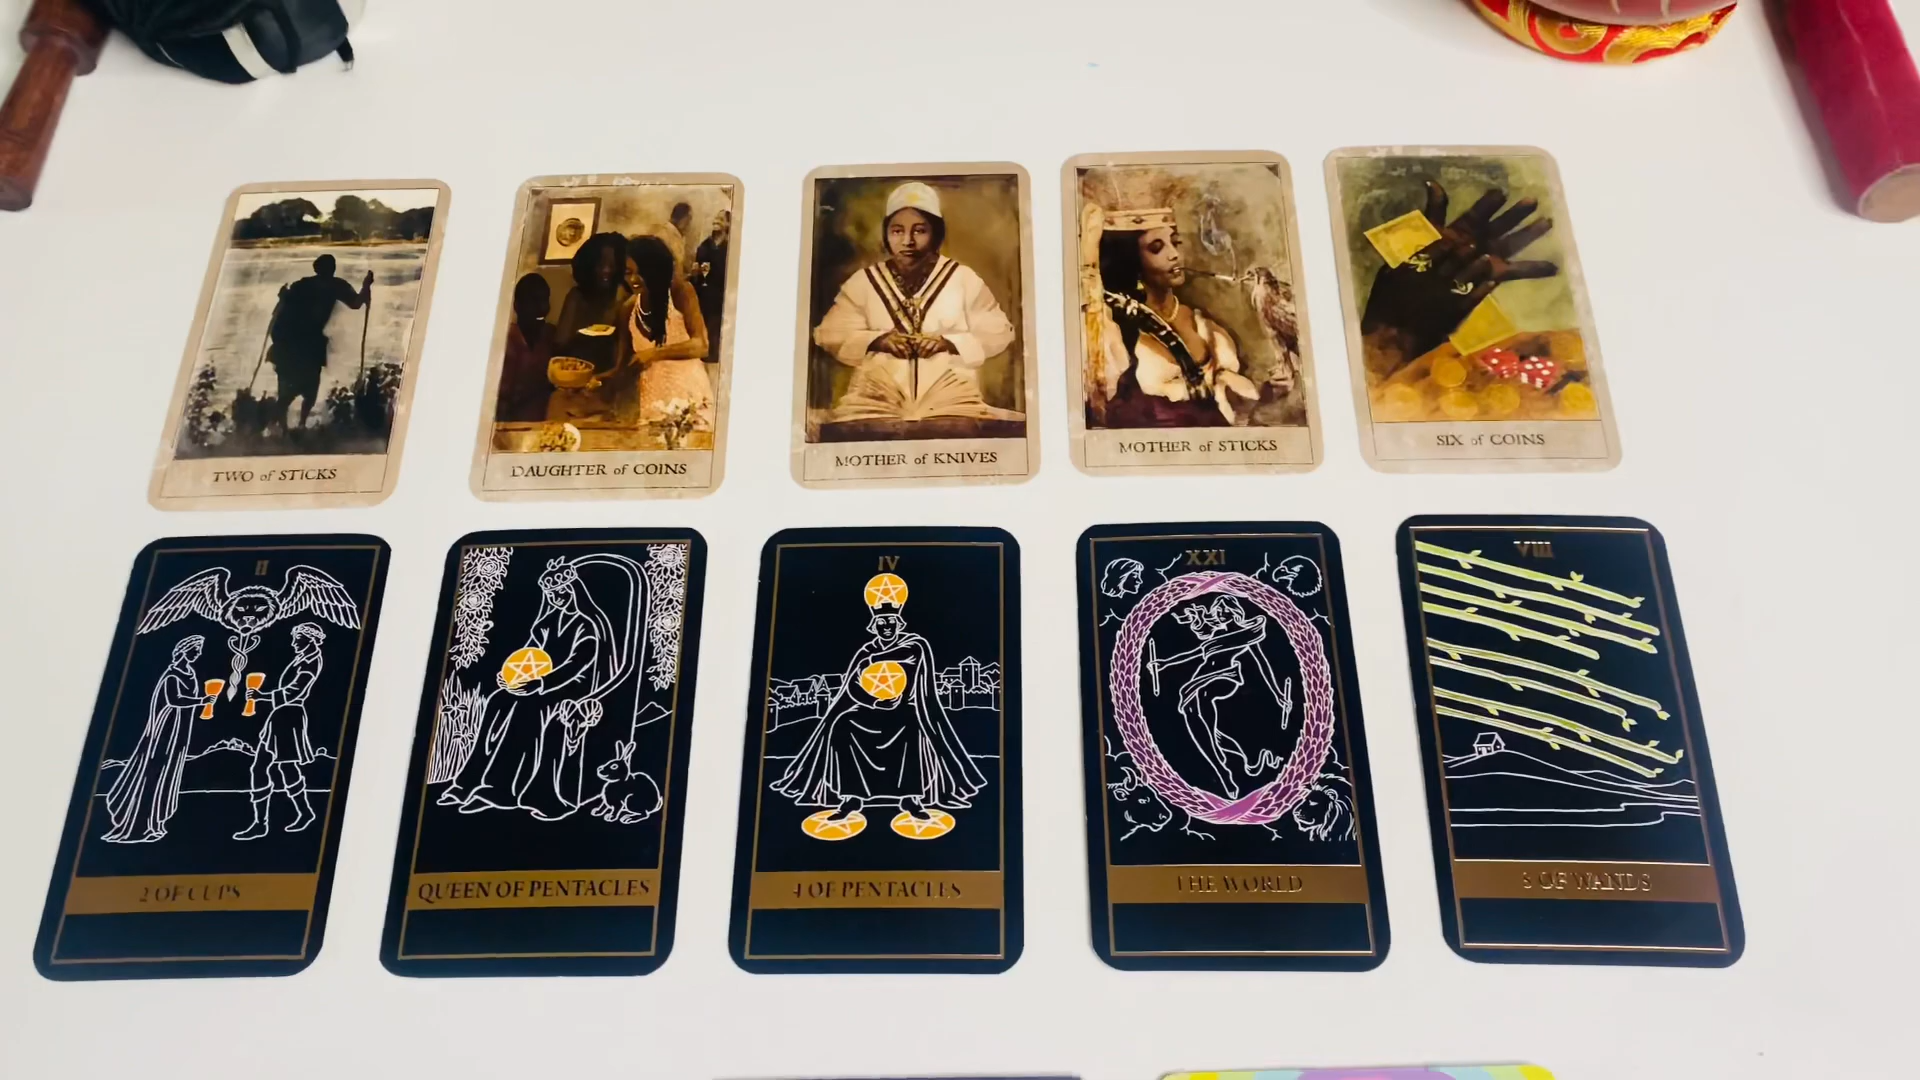 TWO of STICKS
DAUGHTER of COINS
MOTHER of KNIVES
MOTHER of STICKS
SIX of COINS
II
IV
XXI
VIII
2 OF CUPS
QUEEN OF PENTACLES
4 OF PENTACLES
THE WORLD
8 OF WANDS